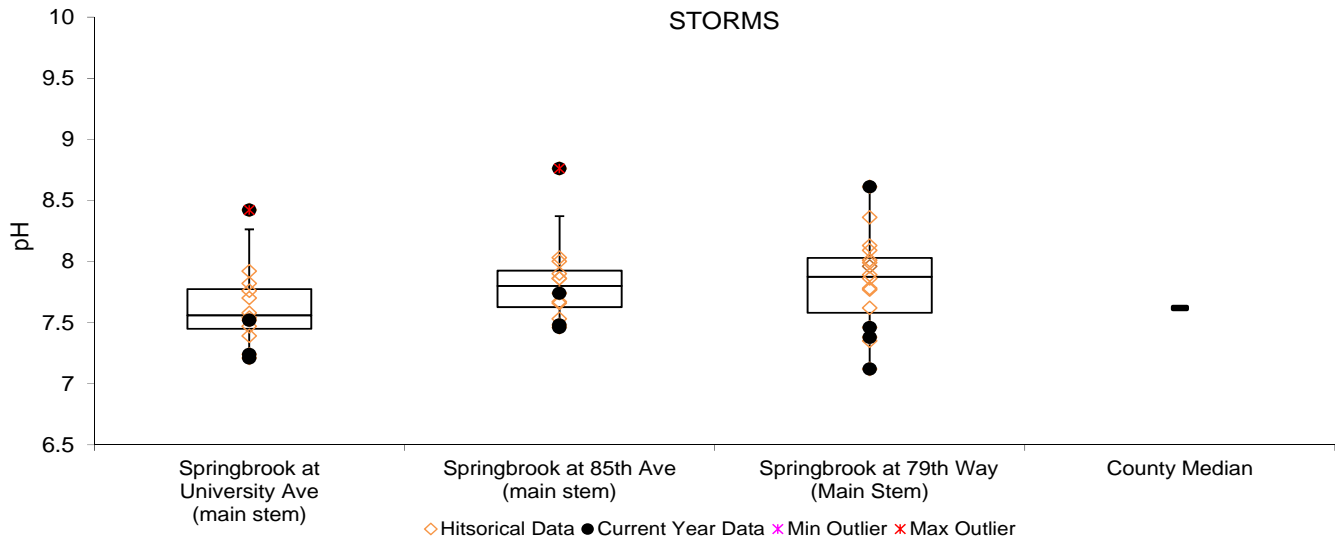 STORMS
10
9.5
9
8.5
8
7.5
7
6.5
pH
Springbrook at
University Ave
(main stem)
Springbrook at 85th Ave
(main stem)
Springbrook at 79th Way
(Main Stem)
County Median
Hitsorical Data Current Year Data Min Outlier Max Outlier